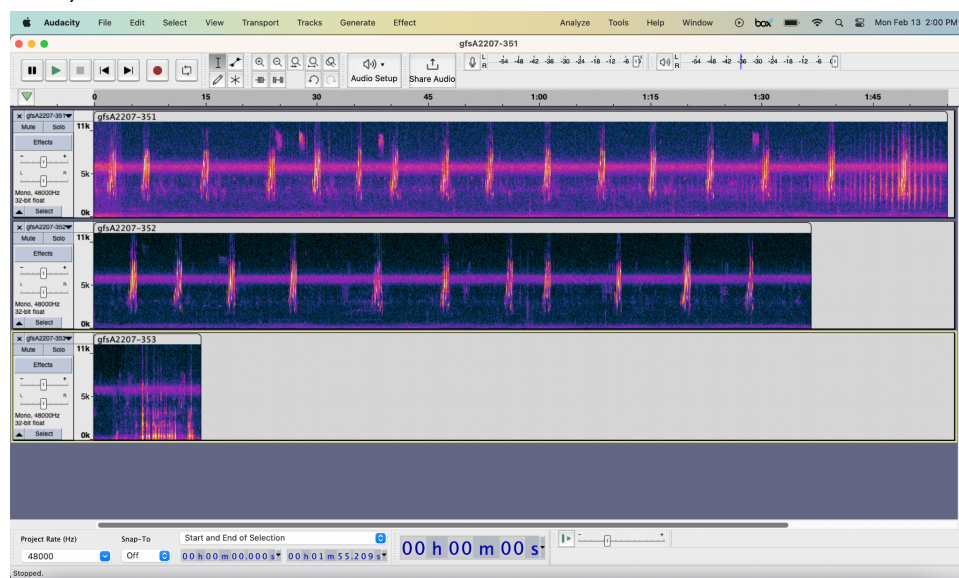 Audacity File Edit Select View Transport Tracks Generate Effect Analyze Tools Help Window box Mon Feb 13 2:00 PM
gfsA2207-351
Audio Setup Share Audio
L R -54 -48 -42 -36 -30 -24 -18 -12 -6 0
L R -54 -48 -42 -36 -30 -24 -18 -12 -6 0
0 15 30 45 1:00 1:15 1:30 1:45
gfsA2207-351
gfsA2207-351
Mute Solo
Effects
- +
L R
Mono, 48000Hz
32-bit float
Select
11k
5k
0k
gfsA2207-352
gfsA2207-352
Mute Solo
Effects
- +
L R
Mono, 48000Hz
32-bit float
Select
11k
5k
0k
gfsA2207-353
gfsA2207-353
Mute Solo
Effects
- +
L R
Mono, 48000Hz
32-bit float
Select
11k
5k
0k
Project Rate (Hz) Snap-To Start and End of Selection
48000 Off 00 h 00 m 00.000 s 00 h 01 m 55.209 s
00 h 00 m 00 s
Stopped.